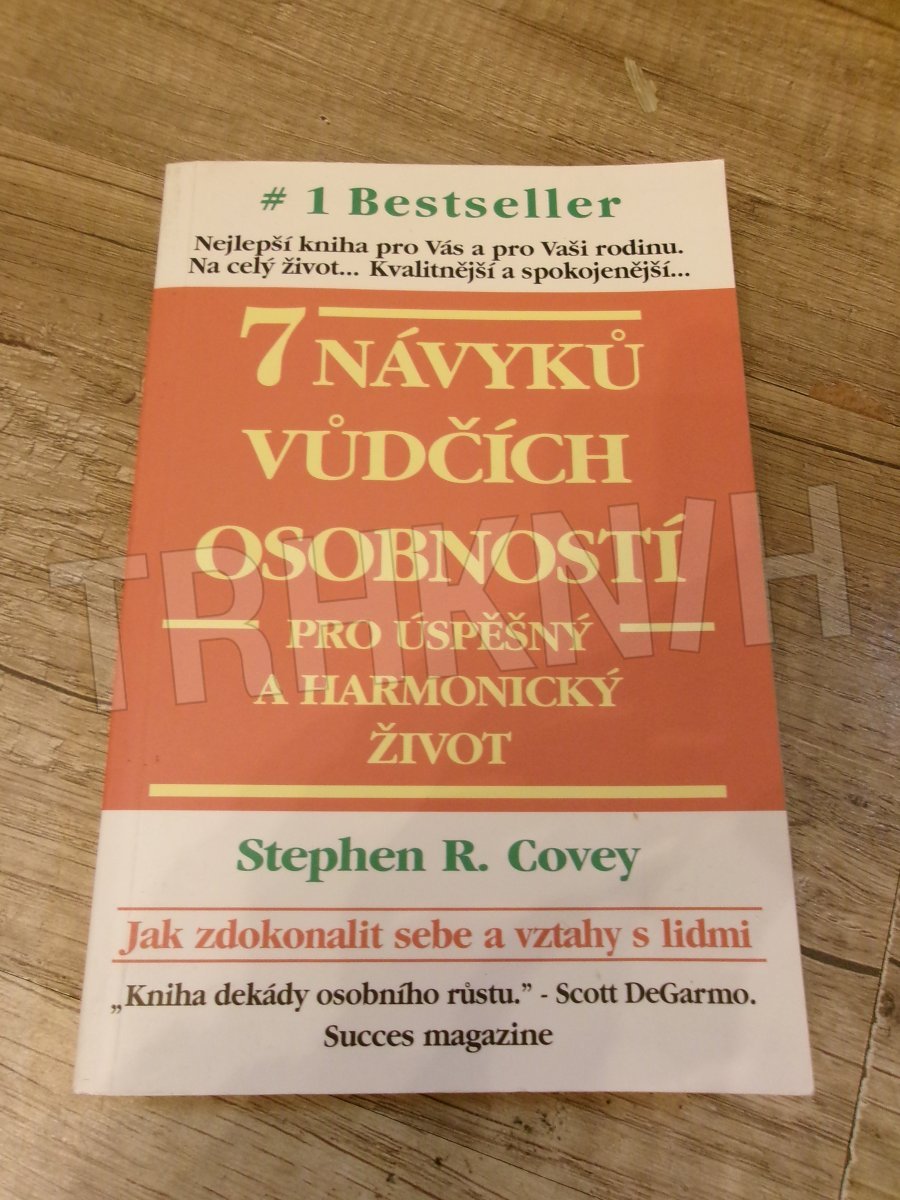 # 1 Bestseller
Nejlepší kniha pro Vás a pro Vaši rodinu.
Na celý život... Kvalitnější a spokojenější...
7 NÁVYKŮ
VŮDČÍCH
OSOBNOSTÍ
PRO ÚSPĚŠNÝ
A HARMONICKÝ
ŽIVOT
Stephen R. Covey
Jak zdokonalit sebe a vztahy s lidmi
„Kniha dekády osobního růstu.” - Scott DeGarmo.
Succes magazine
TRHKNIH